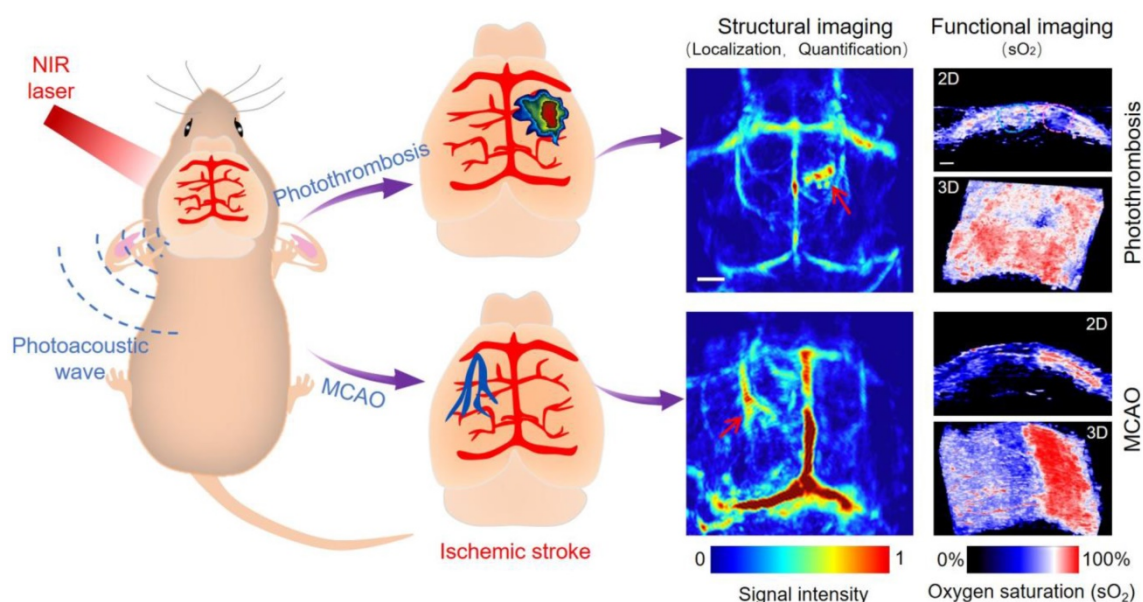 NIR
laser
Photoacoustic
wave
Photothrombosis
MCAO
Ischemic stroke
Structural imaging
(Localization, Quantification)
0
1
Signal intensity
Functional imaging
(sO₂)
2D
3D
Photothrombosis
2D
3D
MCAO
0%
100%
Oxygen saturation (sO₂)